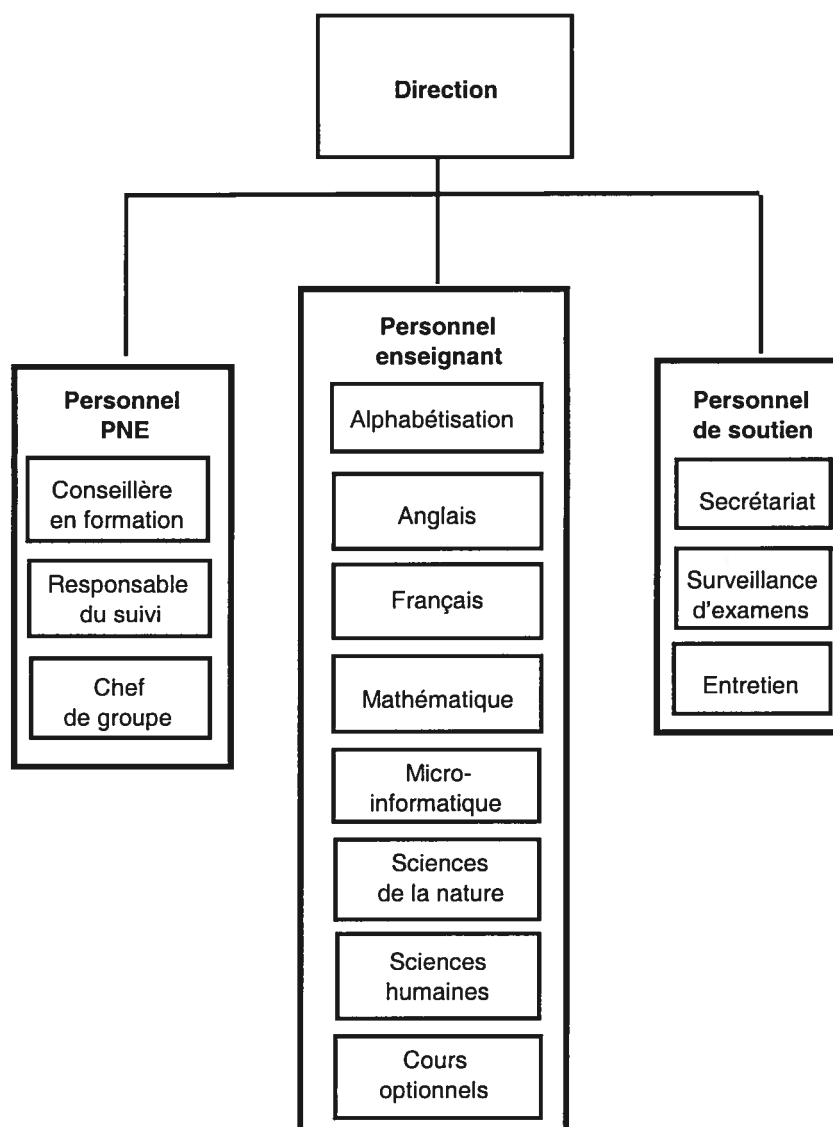 Direction
Personnel
PNE
Conseillère
en formation
Responsable
du suivi
Chef
de groupe
Personnel
enseignant
Alphabétisation
Anglais
Français
Mathématique
Micro-
informatique
Sciences
de la nature
Sciences
humaines
Cours
optionnels
Personnel
de soutien
Secrétariat
Surveillance
d'examens
Entretien